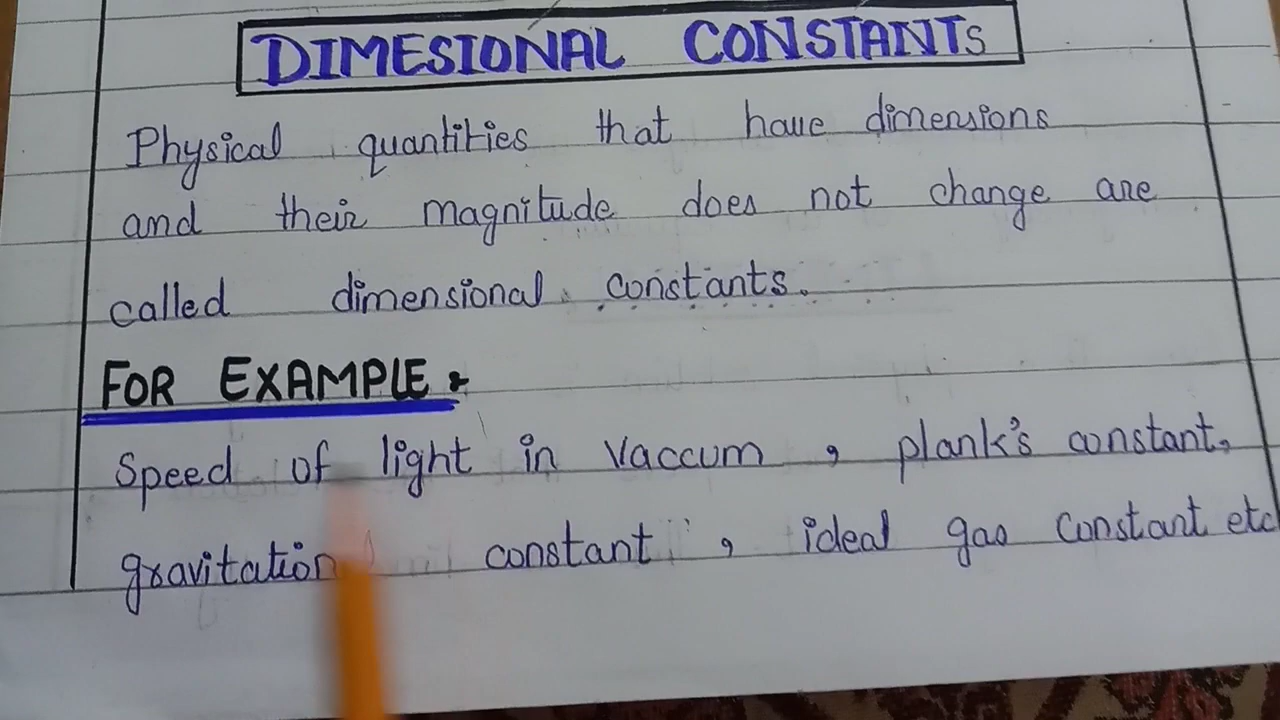 DIMESIONAL CONSTANTS
Physical quantities that have dimensions
and their magnitude does not change are
called dimensional constants.
FOR EXAMPLE :
Speed of light in Vaccum , plank's constant,
gravitation constant , ideal gas constant etc